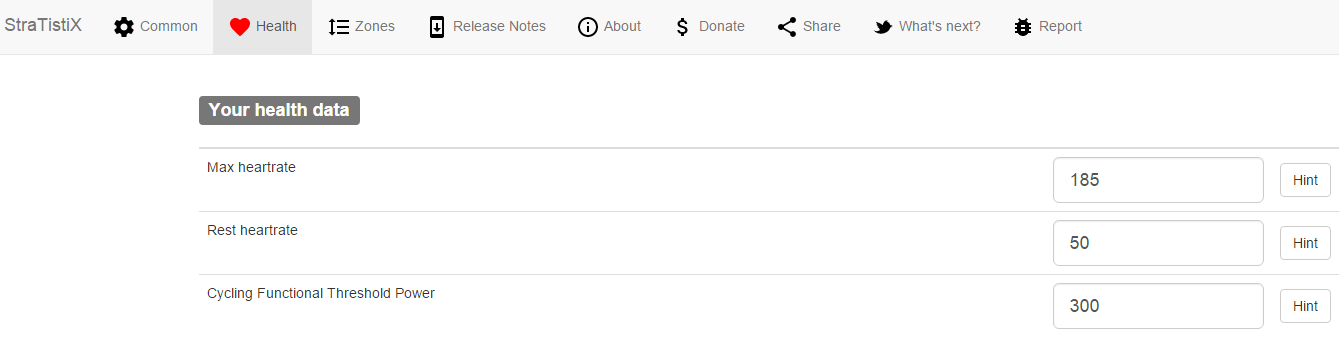 StraTistiX Common Health Zones Release Notes About Donate Share What's next? Report
Your health data
Max heartrate 185 Hint
Rest heartrate 50 Hint
Cycling Functional Threshold Power 300 Hint